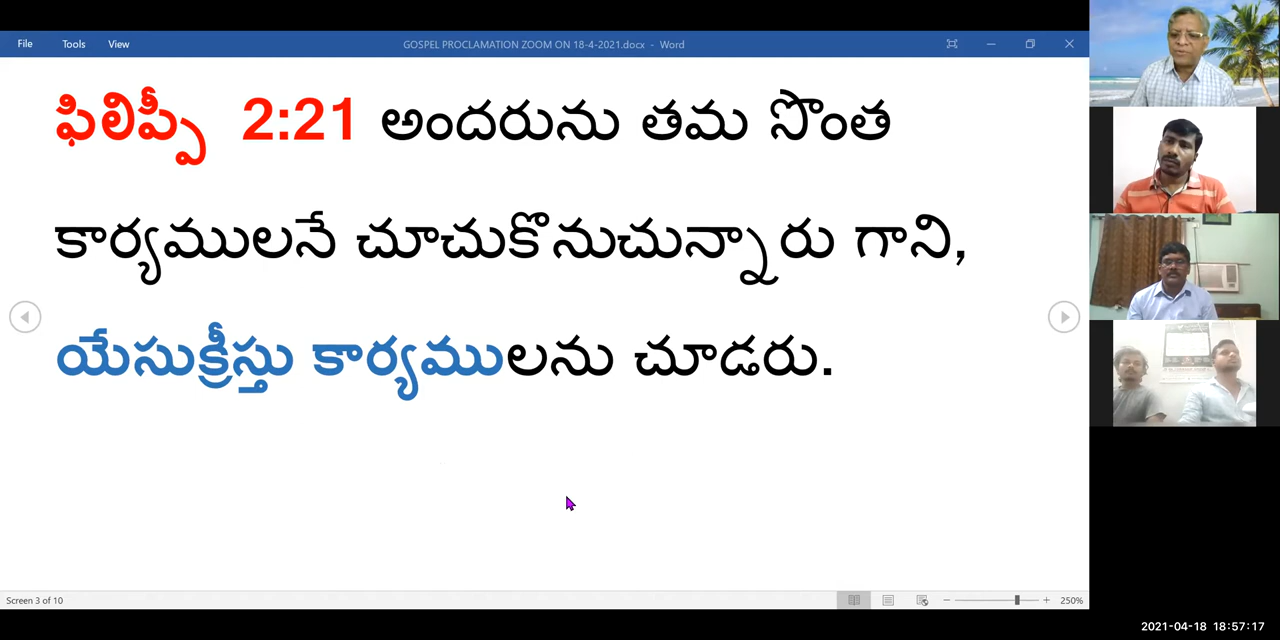 File Tools View GOSPEL PROCLAMATION ZOOM ON 18-4-2021.docx - Word
ఫిలిప్పీ 2:21 అందరును తమ సొంత
కార్యములనే చూచుకొనుచున్నారు గాని,
యేసుక్రీస్తు కార్యములను చూడరు.
Screen 3 of 10 250%
2021-04-18 18:57:17